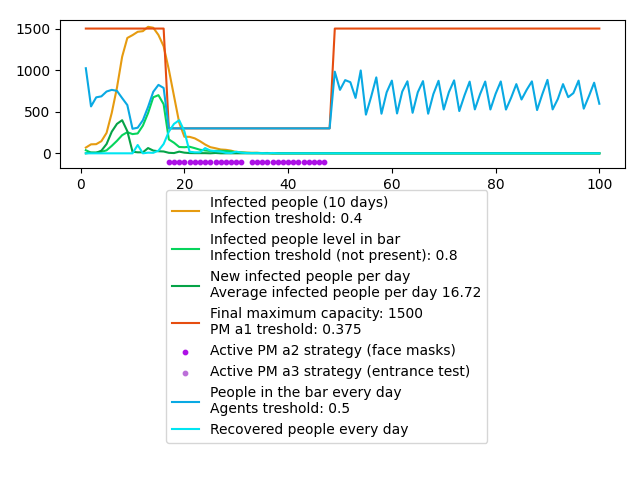 1500
1000
500
0
0 20 40 60 80 100
Infected people (10 days)
Infection treshold: 0.4
Infected people level in bar
Infection treshold (not present): 0.8
New infected people per day
Average infected people per day 16.72
Final maximum capacity: 1500
PM a1 treshold: 0.375
Active PM a2 strategy (face masks)
Active PM a3 strategy (entrance test)
People in the bar every day
Agents treshold: 0.5
Recovered people every day